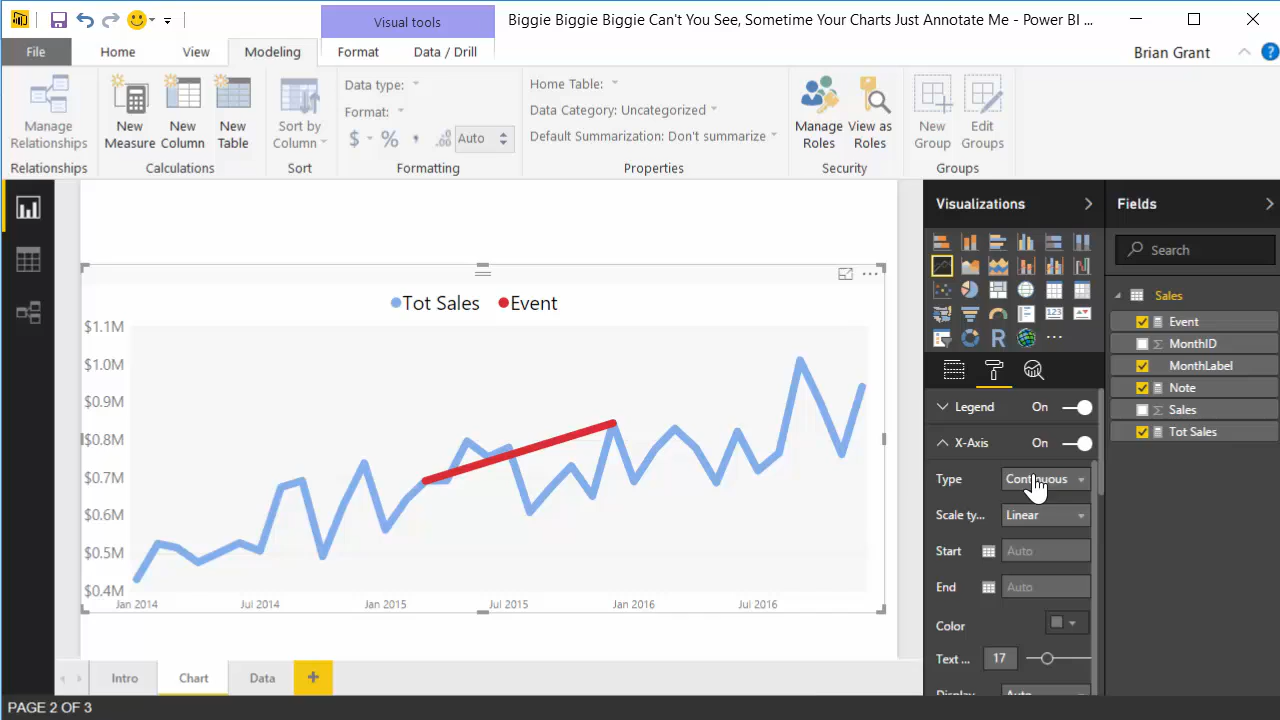 Visual tools
Biggie Biggie Biggie Can't You See, Sometime Your Charts Just Annotate Me - Power BI ...
File
Home
View
Modeling
Format
Data / Drill
Brian Grant
Manage Relationships
Relationships
New Measure
New Column
New Table
Calculations
Sort by Column
Sort
Data type:
Format:
$ % , .00 Auto
Formatting
Home Table:
Data Category: Uncategorized
Default Summarization: Don't summarize
Properties
Manage Roles
View as Roles
Security
New Group
Edit Groups
Groups
Tot Sales
Event
$1.1M
$1.0M
$0.9M
$0.8M
$0.7M
$0.6M
$0.5M
$0.4M
Jan 2014
Jul 2014
Jan 2015
Jul 2015
Jan 2016
Jul 2016
Visualizations
123
R
Legend On
X-Axis On
Type Continuous
Scale ty... Linear
Start Auto
End Auto
Color
Text ... 17
Display Auto
Fields
Search
Sales
Event
MonthID
MonthLabel
Note
Sales
Tot Sales
Intro
Chart
Data
+
PAGE 2 OF 3